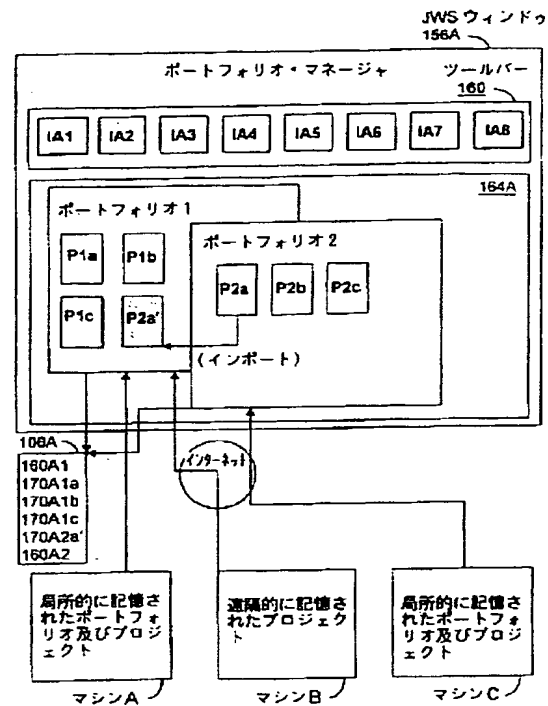 JWS ウィンドゥ
156A
ポートフォリオ・マネージャ
ツールバー
160
IA1 IA2 IA3 IA4 IA5 IA6 IA7 IA8
164A
ポートフォリオ1
ポートフォリオ2
P1a P1b
P2a P2b P2c
P1c P2a'
(インポート)
106A
160A1
170A1a
170A1b
170A1c
170A2a'
160A2
インターネット
局所的に記憶さ
れたポートフォ
リオ及びプロジ
ェクト
遠隔的に記憶さ
れたプロジェク
ト
局所的に記憶された
ポートフォリオ及びプロ
ジェクト
マシンA
マシンB
マシンC